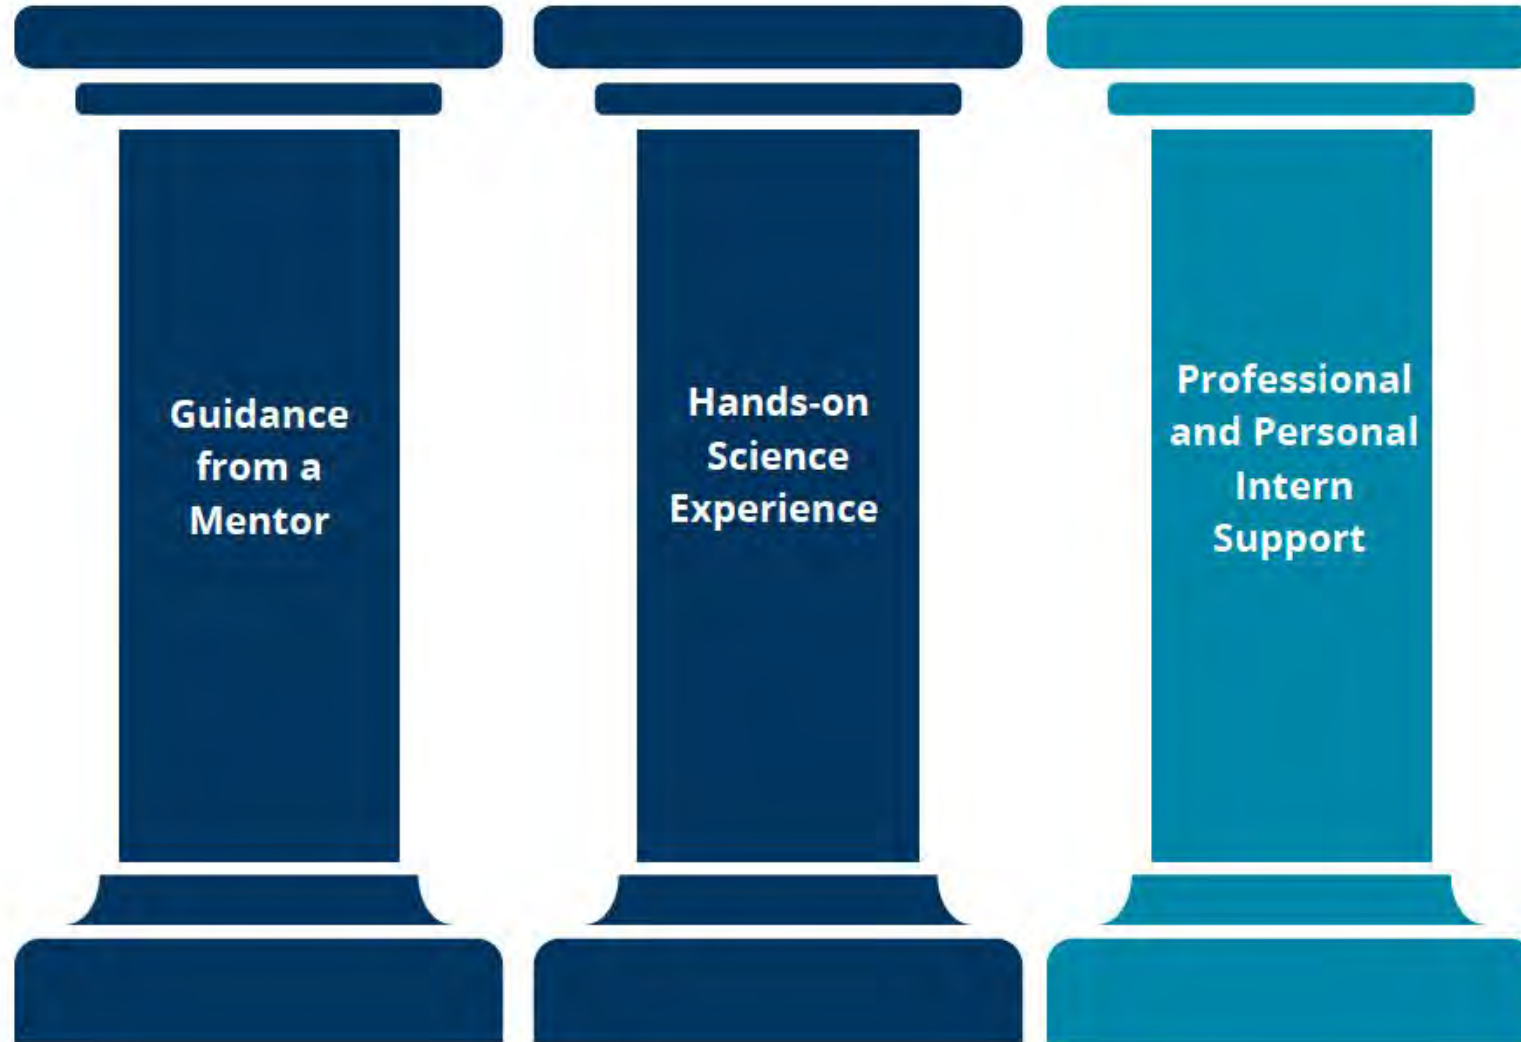 Guidance
from a
Mentor
Hands-on
Science
Experience
Professional
and Personal
Intern
Support